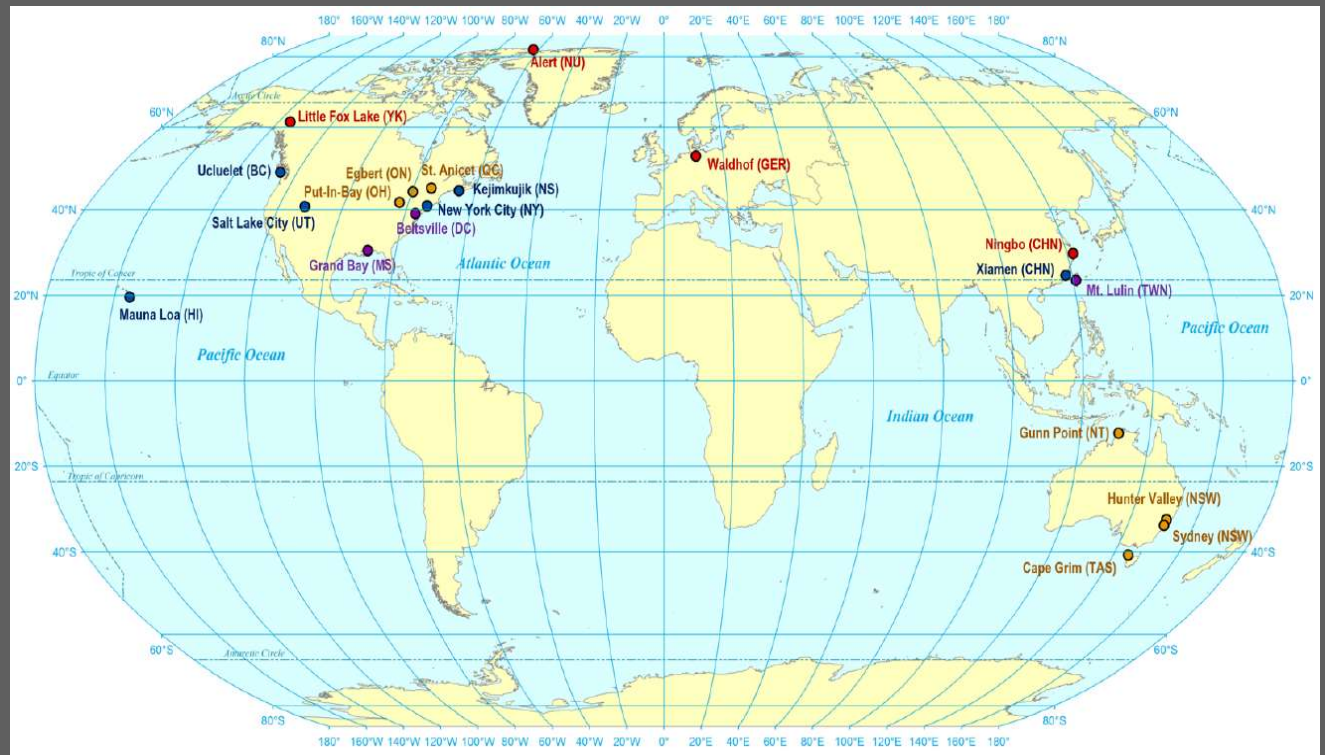 180° 160°W 140°W 120°W 100°W 80°W 60°W 40°W 20°W 0° 20°E 40°E 60°E 80°E 100°E 120°E 140°E 160°E 180°
80°N 80°N
Alert (NU)
Arctic Circle
60°N 60°N
Little Fox Lake (YK)
Waldhof (GER)
Ucluelet (BC)
Egbert (ON) St. Anicet (QC)
Put-In-Bay (OH) Kejimkujik (NS)
40°N New York City (NY) 40°N
Salt Lake City (UT) Beltsville (DC)
Ningbo (CHN)
Grand Bay (MS) Atlantic Ocean
Tropic of Cancer Xiamen (CHN)
Mt. Lulin (TWN)
20°N 20°N
Mauna Loa (HI)
Pacific Ocean
Pacific Ocean
Equator
0° 0°
Indian Ocean
Gunn Point (NT)
20°S 20°S
Tropic of Capricorn
Hunter Valley (NSW)
Sydney (NSW)
40°S 40°S
Cape Grim (TAS)
60°S 60°S
Antarctic Circle
80°S 80°S
180° 160°W 140°W 120°W 100°W 80°W 60°W 40°W 20°W 0° 20°E 40°E 60°E 80°E 100°E 120°E 140°E 160°E 180°